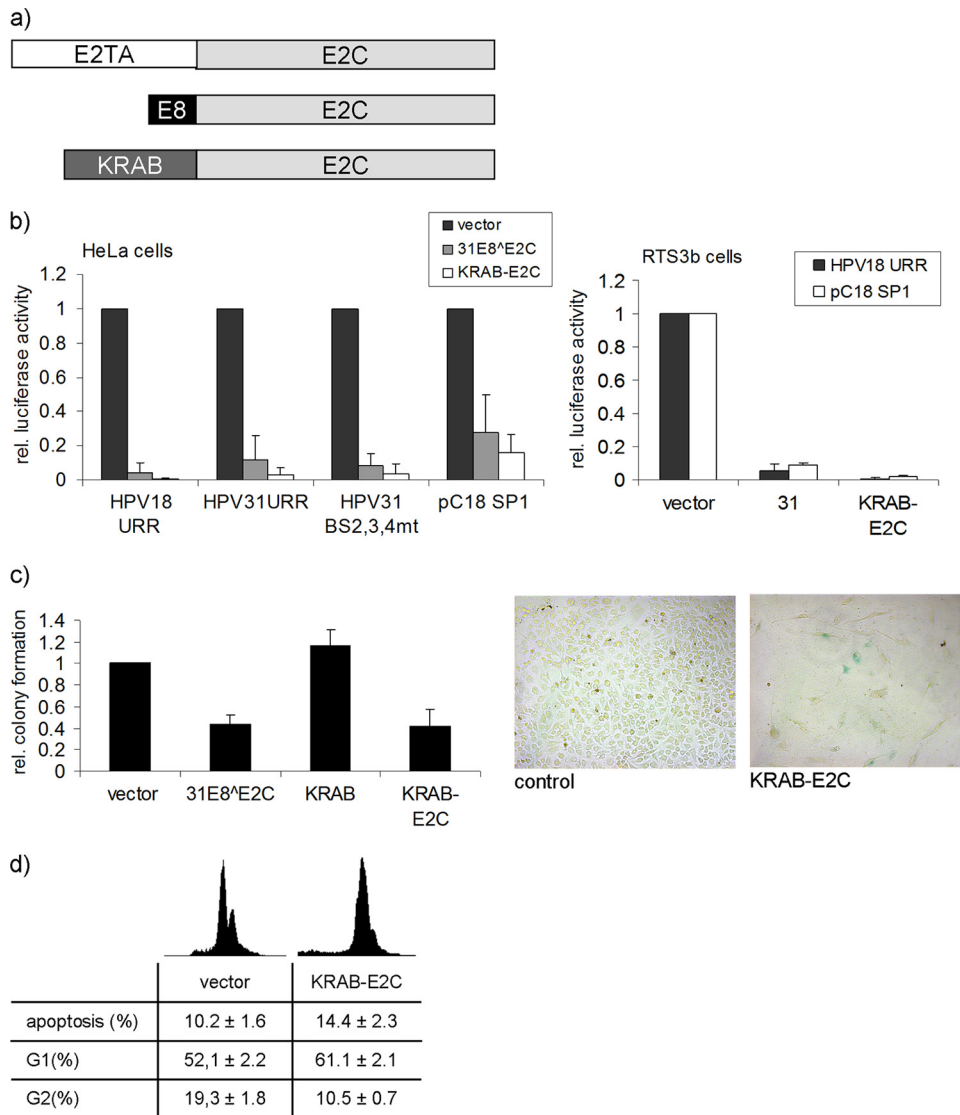 a)
E2TA E2C
E8 E2C
KRAB E2C
b)
HeLa cells
vector
31E8^E2C
KRAB-E2C
rel. luciferase activity
1.2
1
0.8
0.6
0.4
0.2
0
HPV18 URR
HPV31URR
HPV31 BS2,3,4mt
pC18 SP1
RTS3b cells
HPV18 URR
pC18 SP1
rel. luciferase activity
1.2
1
0.8
0.6
0.4
0.2
0
vector
31
KRAB-E2C
c)
rel. colony formation
1.4
1.2
1
0.8
0.6
0.4
0.2
0
vector
31E8^E2C
KRAB
KRAB-E2C
control
KRAB-E2C
d)
vector KRAB-E2C
apoptosis (%) 10.2 ± 1.6 14.4 ± 2.3
G1(%) 52,1 ± 2.2 61.1 ± 2.1
G2(%) 19,3 ± 1.8 10.5 ± 0.7